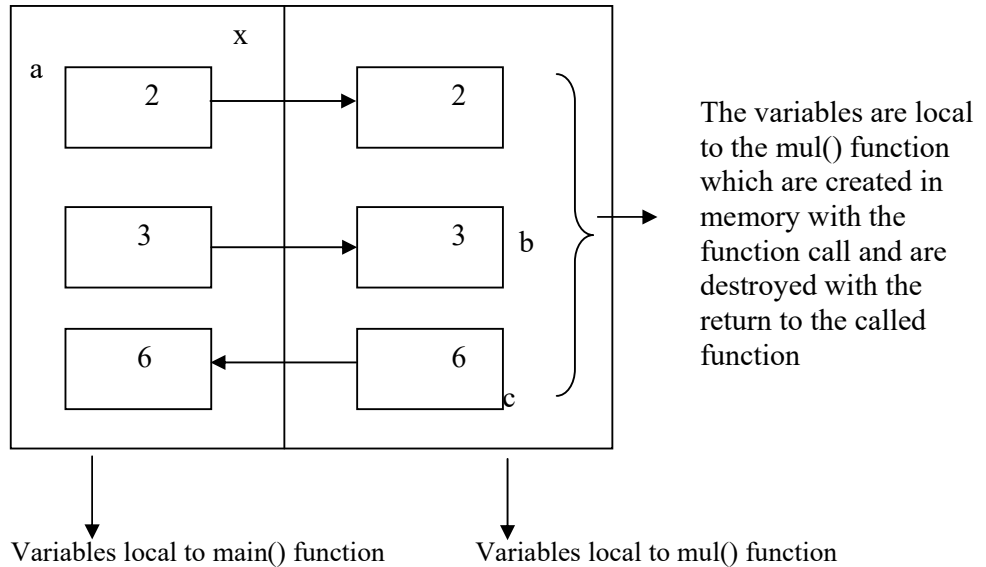 x
a
2
2
3
3
b
6
6
c
The variables are local
to the mul() function
which are created in
memory with the
function call and are
destroyed with the
return to the called
function
Variables local to main() function
Variables local to mul() function